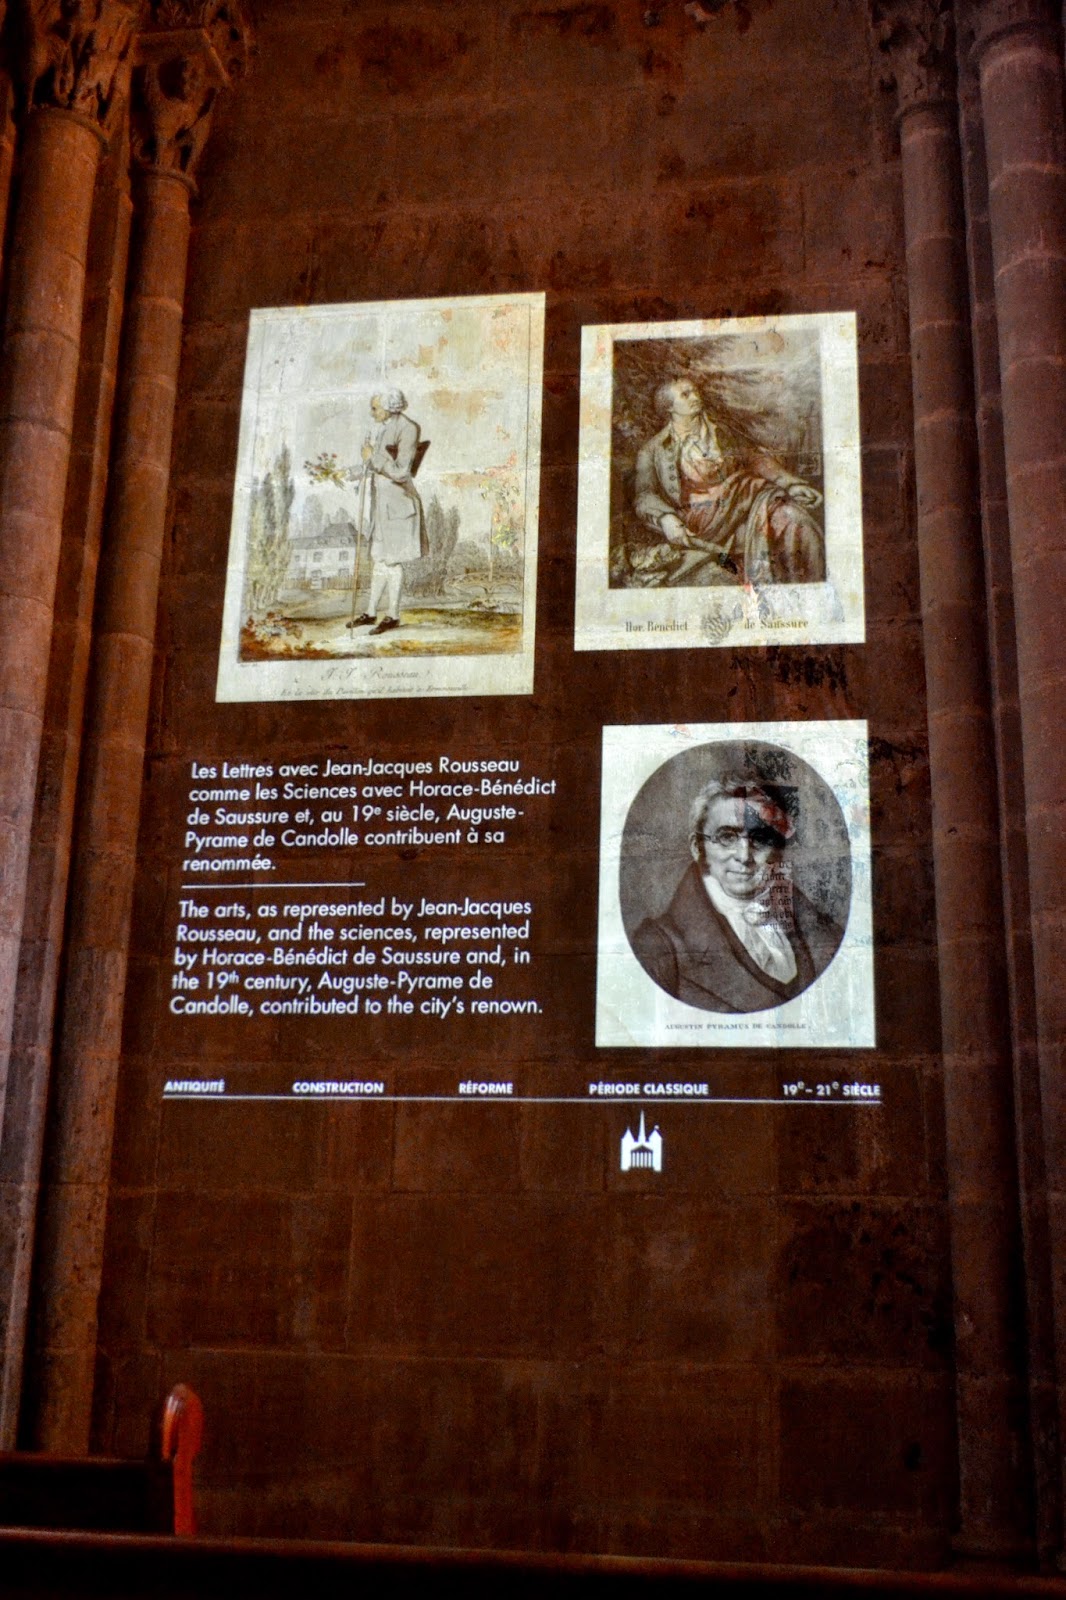 J. J. Rousseau.
Hor. Benedict de Saussure
Les Lettres avec Jean-Jacques Rousseau
comme les Sciences avec Horace-Bénédict
de Saussure et, au 19e siècle, Auguste-
Pyrame de Candolle contribuent à sa
renommée.
The arts, as represented by Jean-Jacques
Rousseau, and the sciences, represented
by Horace-Bénédict de Saussure and, in
the 19th century, Auguste-Pyrame de
Candolle, contributed to the city's renown.
AUGUSTIN PYRAMUS DE CANDOLLE
ANTIQUITÉ CONSTRUCTION RÉFORME PÉRIODE CLASSIQUE 19e – 21e SIÈCLE